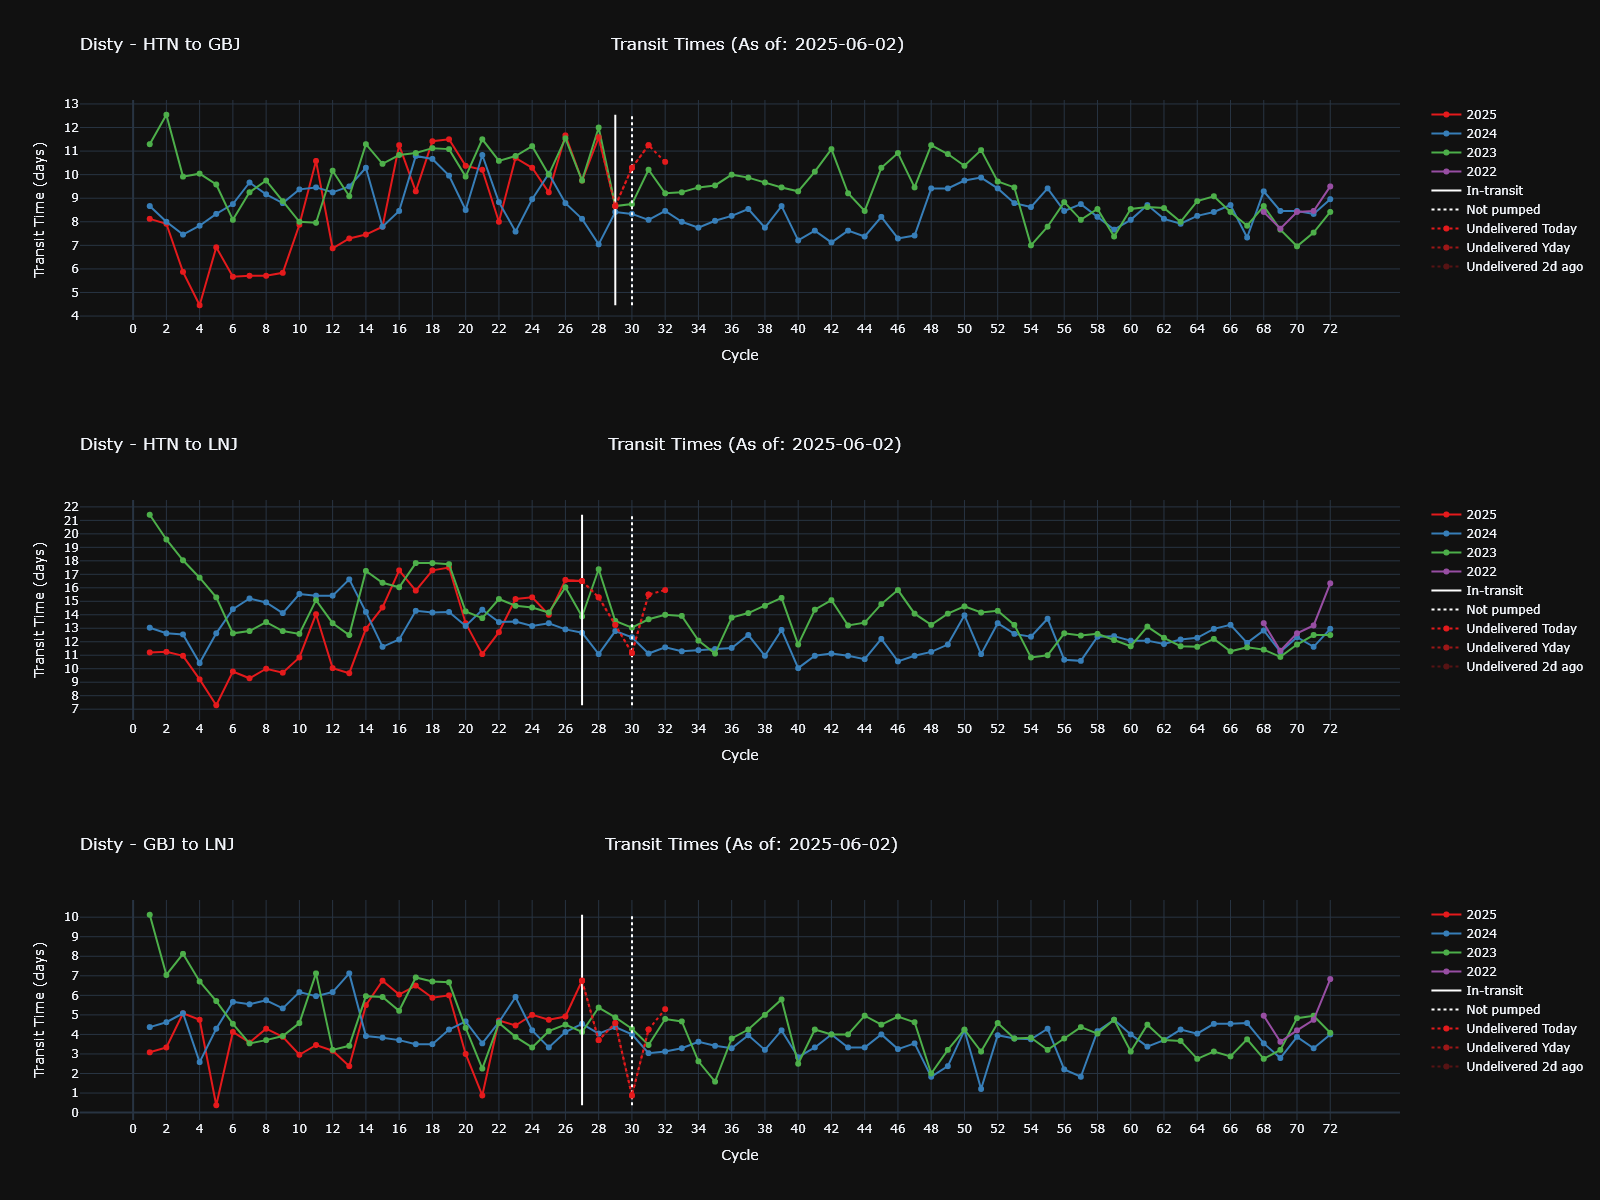 Disty - HTN to GBJ
Transit Times (As of: 2025-06-02)
Transit Time (days)
13
12
11
10
9
8
7
6
5
4
0 2 4 6 8 10 12 14 16 18 20 22 24 26 28 30 32 34 36 38 40 42 44 46 48 50 52 54 56 58 60 62 64 66 68 70 72
Cycle
2025
2024
2023
2022
In-transit
Not pumped
Undelivered Today
Undelivered Yday
Undelivered 2d ago
Disty - HTN to LNJ
Transit Times (As of: 2025-06-02)
Transit Time (days)
22
21
20
19
18
17
16
15
14
13
12
11
10
9
8
7
0 2 4 6 8 10 12 14 16 18 20 22 24 26 28 30 32 34 36 38 40 42 44 46 48 50 52 54 56 58 60 62 64 66 68 70 72
Cycle
2025
2024
2023
2022
In-transit
Not pumped
Undelivered Today
Undelivered Yday
Undelivered 2d ago
Disty - GBJ to LNJ
Transit Times (As of: 2025-06-02)
Transit Time (days)
10
9
8
7
6
5
4
3
2
1
0
0 2 4 6 8 10 12 14 16 18 20 22 24 26 28 30 32 34 36 38 40 42 44 46 48 50 52 54 56 58 60 62 64 66 68 70 72
Cycle
2025
2024
2023
2022
In-transit
Not pumped
Undelivered Today
Undelivered Yday
Undelivered 2d ago